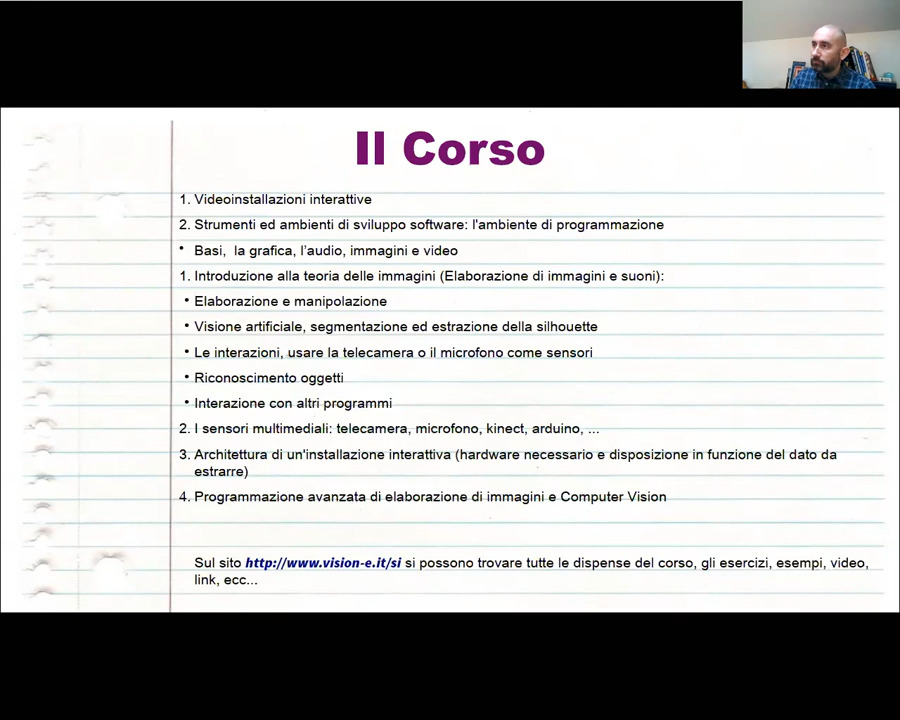 Il Corso
1. Videoinstallazioni interattive
2. Strumenti ed ambienti di sviluppo software: l'ambiente di programmazione
• Basi,  la grafica, l'audio, immagini e video
1. Introduzione alla teoria delle immagini (Elaborazione di immagini e suoni):
• Elaborazione e manipolazione
• Visione artificiale, segmentazione ed estrazione della silhouette
• Le interazioni, usare la telecamera o il microfono come sensori
• Riconoscimento oggetti
• Interazione con altri programmi
2. I sensori multimediali: telecamera, microfono, kinect, arduino, ...
3. Architettura di un'installazione interattiva (hardware necessario e disposizione in funzione del dato da
estrarre)
4. Programmazione avanzata di elaborazione di immagini e Computer Vision
Sul sito http://www.vision-e.it/si si possono trovare tutte le dispense del corso, gli esercizi, esempi, video,
link, ecc...